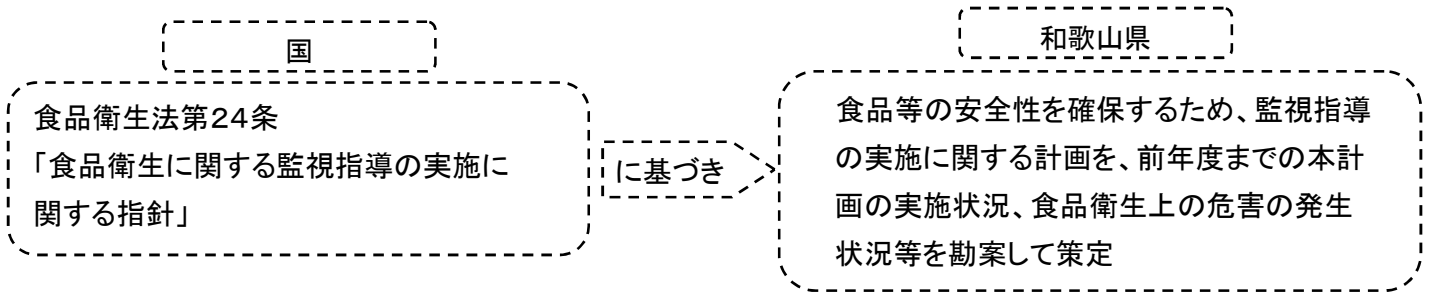 国
食品衛生法第２４条
「食品衛生に関する監視指導の実施に
関する指針」
に基づき
和歌山県
食品等の安全性を確保するため、監視指導
の実施に関する計画を、前年度までの本計
画の実施状況、食品衛生上の危害の発生
状況等を勘案して策定